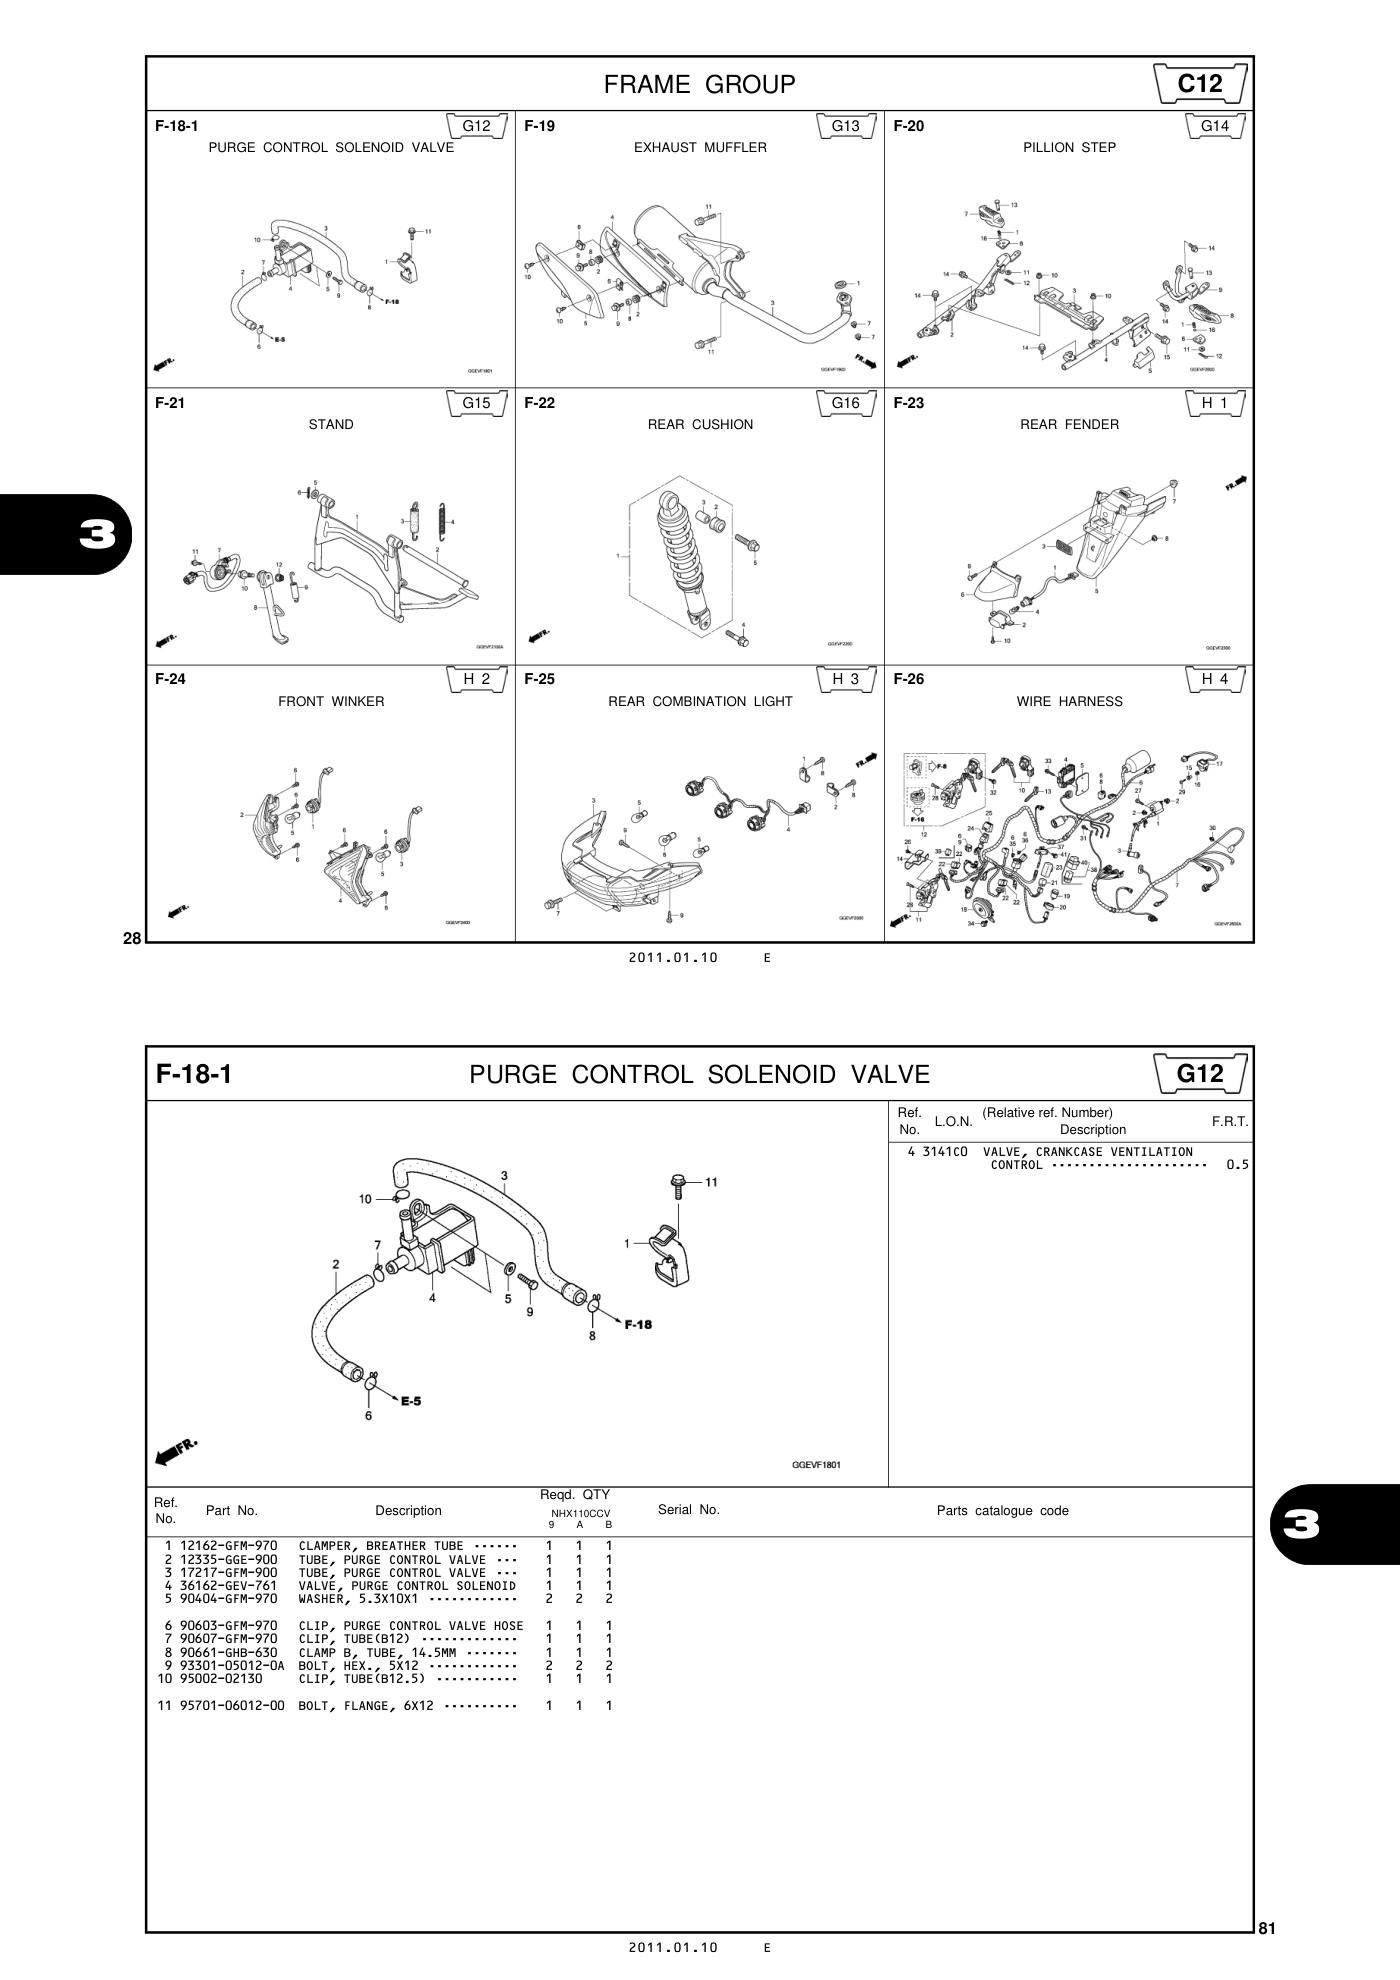 FRAME GROUP
C12
F-18-1
G12
PURGE CONTROL SOLENOID VALVE
F-19
G13
EXHAUST MUFFLER
F-20
G14
PILLION STEP
F-21
G15
STAND
F-22
G16
REAR CUSHION
F-23
H 1
REAR FENDER
F-24
H 2
FRONT WINKER
F-25
H 3
REAR COMBINATION LIGHT
F-26
H 4
WIRE HARNESS
3
28
2011.01.10 E
F-18-1
PURGE CONTROL SOLENOID VALVE
G12
Ref. No. L.O.N. (Relative ref. Number) Description F.R.T.
4 3141C0 VALVE, CRANKCASE VENTILATION
CONTROL --------------------- 0.5
3
11
10
1
7
2
4
5
9
F-18
8
E-5
6
FR.
GGEVF1801
Ref. No. Part No. Description Reqd. QTY Serial No. Parts catalogue code
NHX110CCV
9 A B
1 12162-GFM-970 CLAMPER, BREATHER TUBE ------ 1 1 1
2 12335-GGE-900 TUBE, PURGE CONTROL VALVE --- 1 1 1
3 17217-GFM-900 TUBE, PURGE CONTROL VALVE --- 1 1 1
4 36162-GEV-761 VALVE, PURGE CONTROL SOLENOID 1 1 1
5 90404-GFM-970 WASHER, 5.3X10X1 ------------ 2 2 2
6 90603-GFM-970 CLIP, PURGE CONTROL VALVE HOSE 1 1 1
7 90607-GFM-970 CLIP, TUBE(B12) ------------- 1 1 1
8 90661-GHB-630 CLAMP B, TUBE, 14.5MM ------- 1 1 1
9 93301-05012-0A BOLT, HEX., 5X12 ------------ 2 2 2
10 95002-02130 CLIP, TUBE(B12.5) ----------- 1 1 1
11 95701-06012-00 BOLT, FLANGE, 6X12 ---------- 1 1 1
3
81
2011.01.10 E